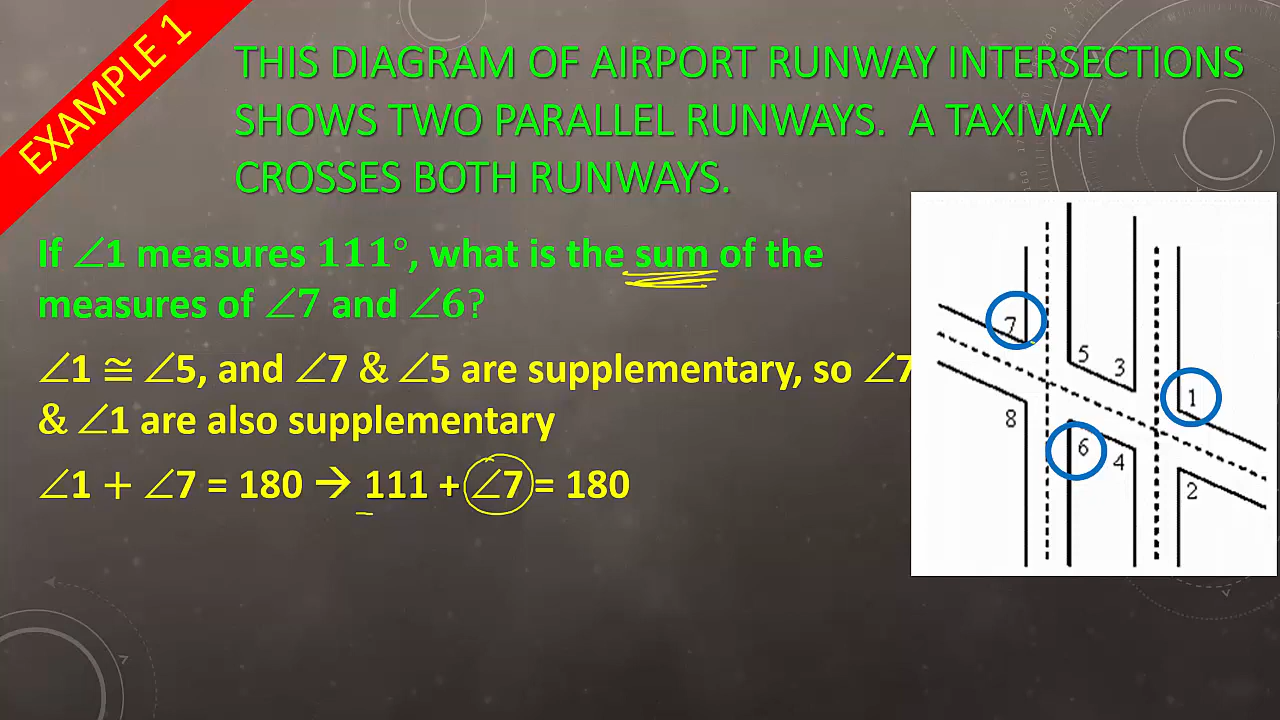 EXAMPLE 1
THIS DIAGRAM OF AIRPORT RUNWAY INTERSECTIONS
SHOWS TWO PARALLEL RUNWAYS. A TAXIWAY
CROSSES BOTH RUNWAYS.
If ∠1 measures 111°, what is the sum of the
measures of ∠7 and ∠6?
∠1 ≅ ∠5, and ∠7 & ∠5 are supplementary, so ∠7
& ∠1 are also supplementary
∠1 + ∠7 = 180 → 111 + ∠7 = 180
7
5
3
1
8
6
4
2